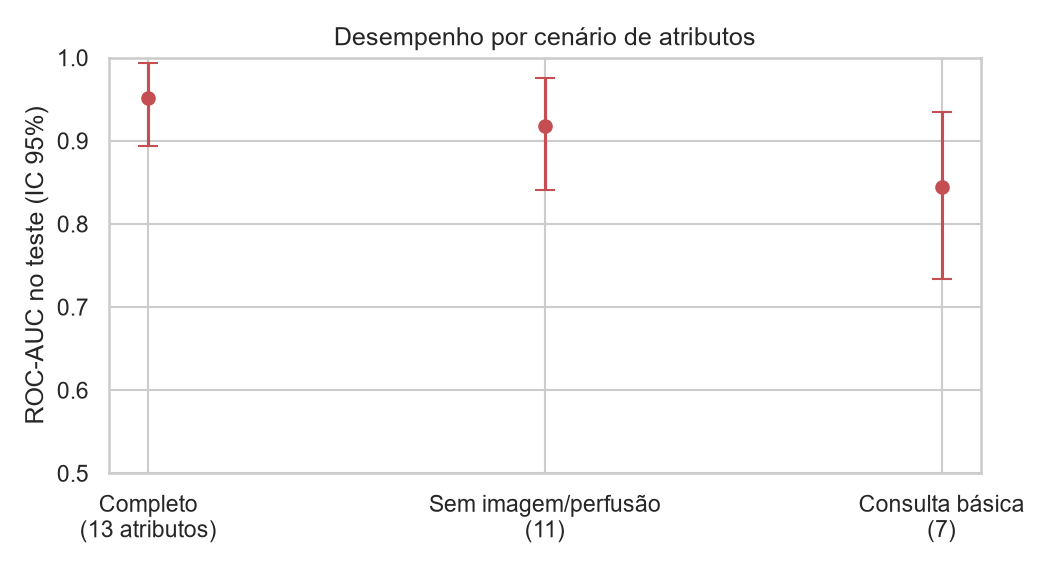 Desempenho por cenário de atributos
ROC-AUC no teste (IC 95%)
1.0
0.9
0.8
0.7
0.6
0.5
Completo
(13 atributos)
Sem imagem/perfusão
(11)
Consulta básica
(7)